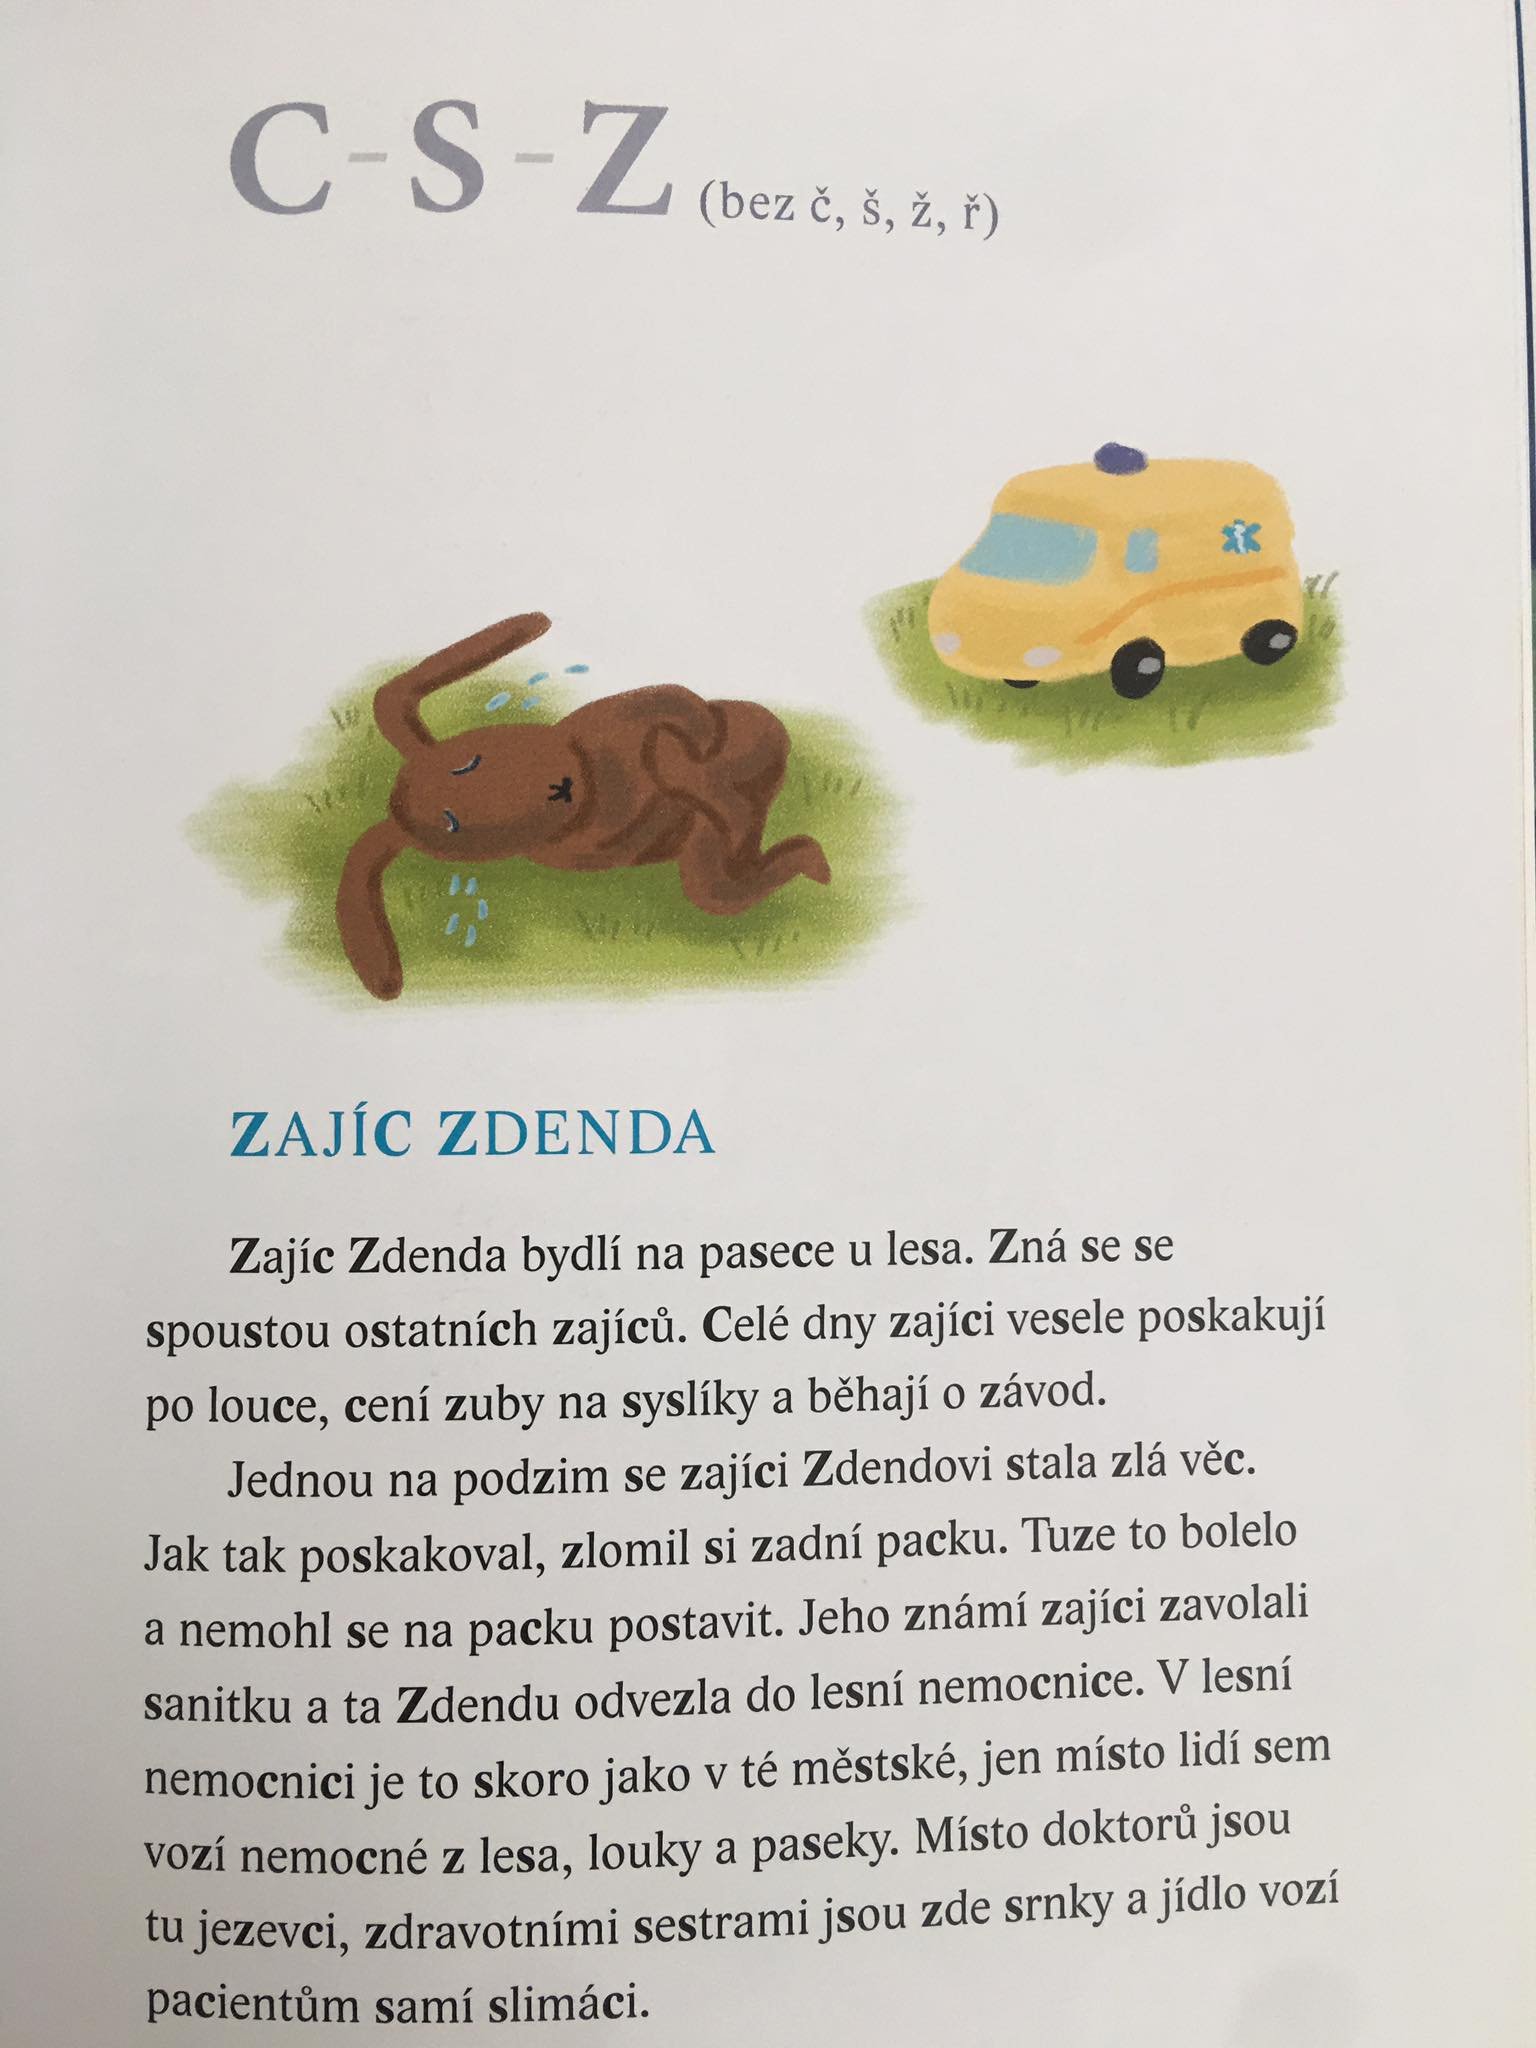 C-S-Z (bez č, š, ž, ř)
ZAJÍC ZDENDA
Zajíc Zdenda bydlí na pasece u lesa. Zná se se
spoustou ostatních zajíců. Celé dny zajíci vesele poskakují
po louce, cení zuby na syslíky a běhají o závod.
Jednou na podzim se zajíci Zdendovi stala zlá věc.
Jak tak poskakoval, zlomil si zadní packu. Tuze to bolelo
a nemohl se na packu postavit. Jeho známí zajíci zavolali
sanitku a ta Zdendu odvezla do lesní nemocnice. V lesní
nemocnici je to skoro jako v té městské, jen místo lidí sem
vozí nemocné z lesa, louky a paseky. Místo doktorů jsou
tu jezevci, zdravotními sestrami jsou zde srnky a jídlo vozí
pacientům samí slimáci.